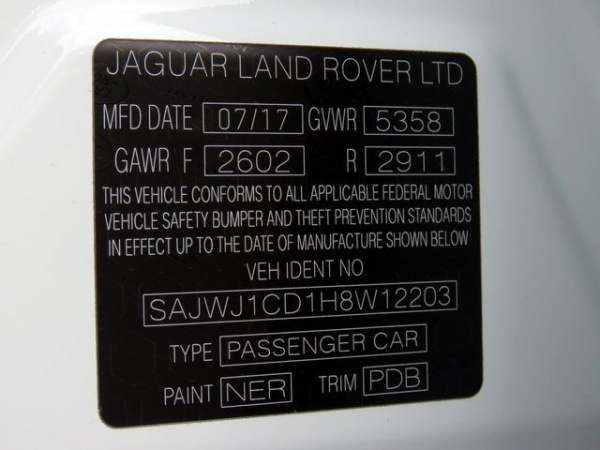 JAGUAR LAND ROVER LTD
MFD DATE 07/17 GVWR 5358
GAWR F 2602 R 2911
THIS VEHICLE CONFORMS TO ALL APPLICABLE FEDERAL MOTOR
VEHICLE SAFETY BUMPER AND THEFT PREVENTION STANDARDS
IN EFFECT UP TO THE DATE OF MANUFACTURE SHOWN BELOW
VEH IDENT NO.
SAJWJ1CD1H8W12203
TYPE PASSENGER CAR
PAINT NER TRIM PDB